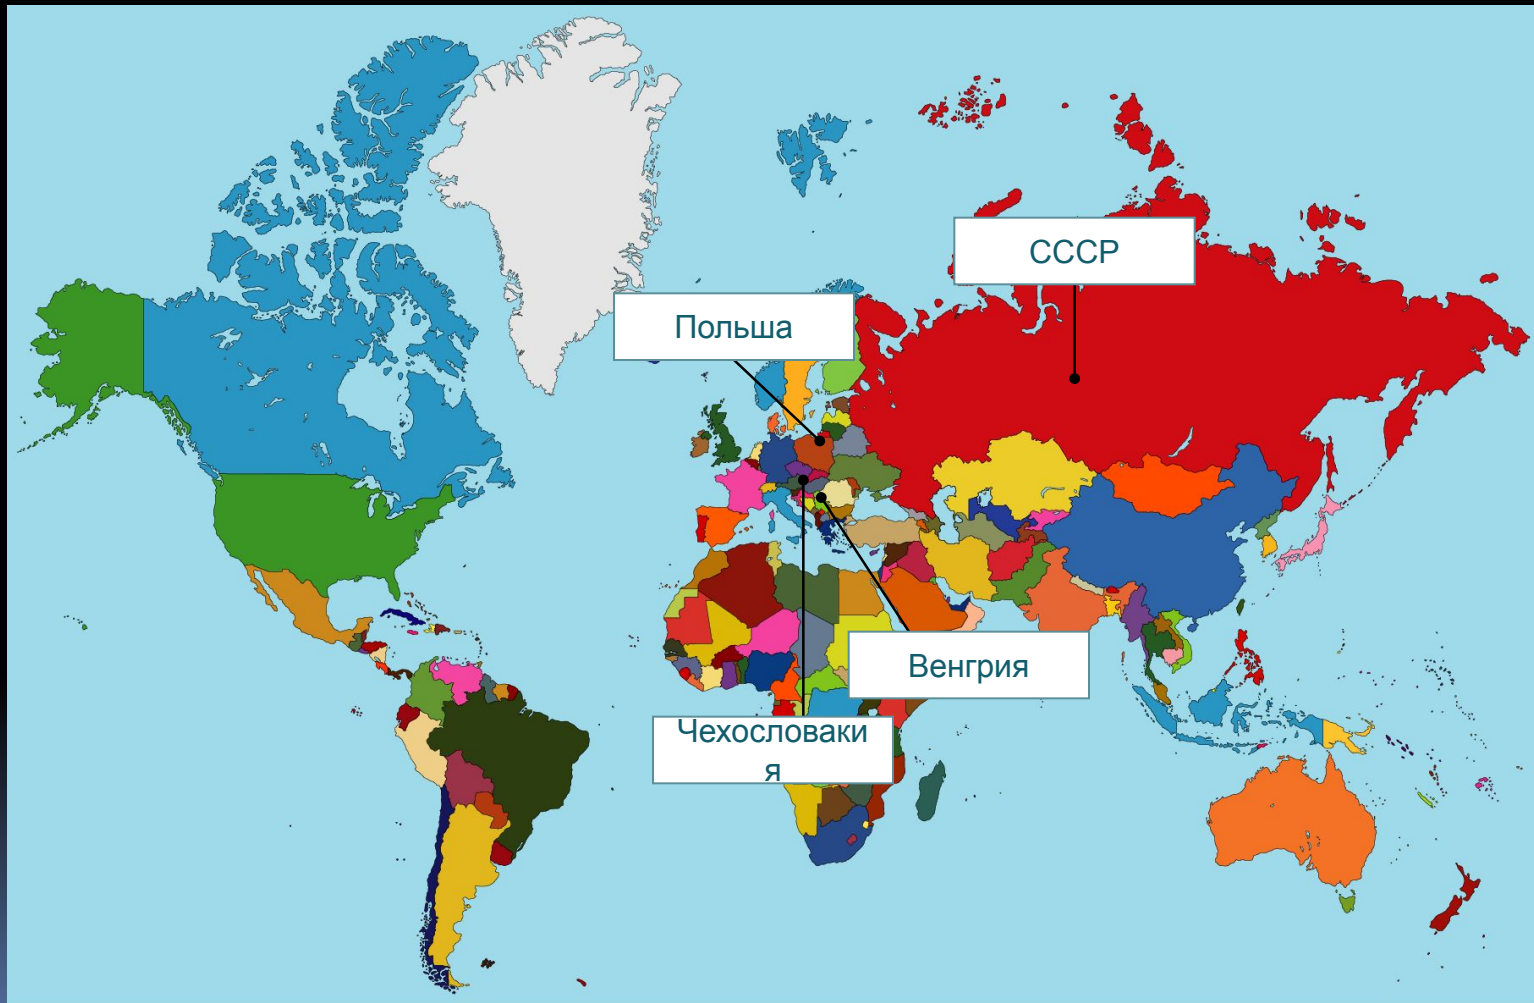 СССР
Польша
Венгрия
Чехословаки
я